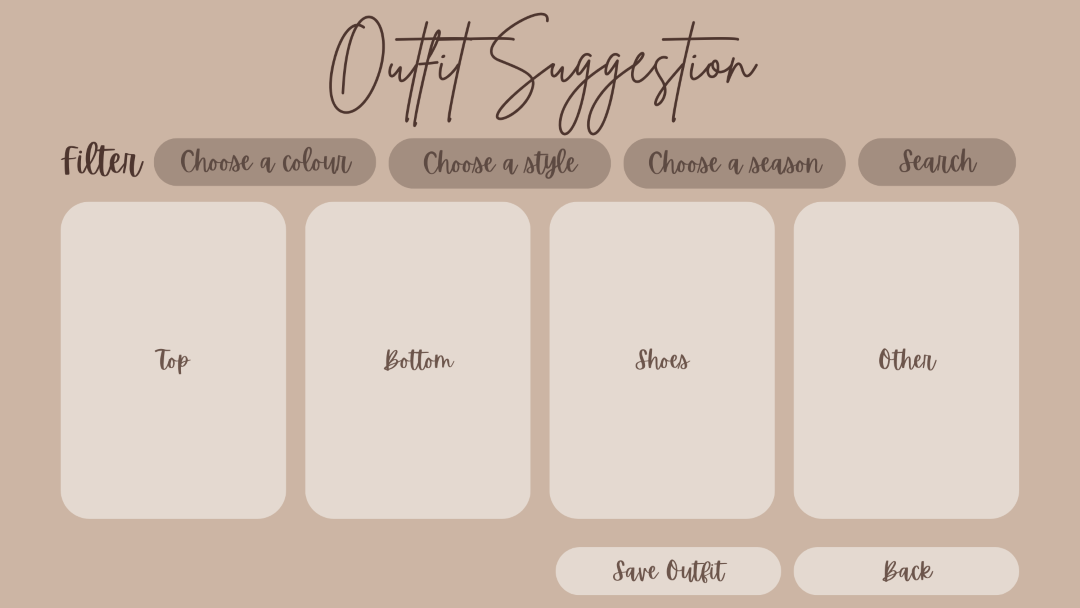 Outfit Suggestion
Filter Choose a colour Choose a style Choose a season Search
Top Bottom Shoes Other
Save Outfit Back